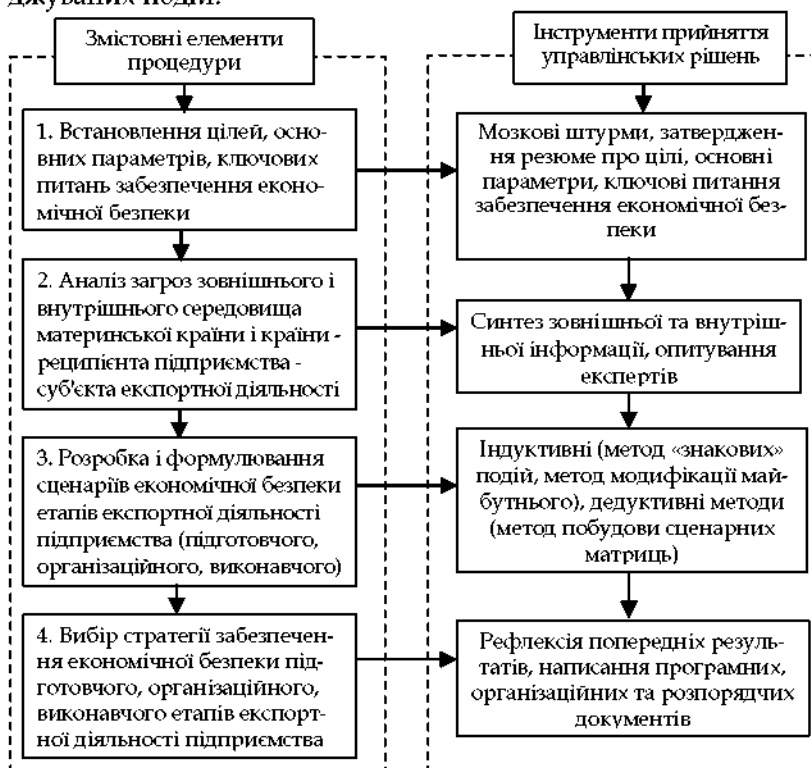 джуваних подій.
Змістовні елементи
процедури
Інструменти прийняття
управлінських рішень
1. Встановлення цілей, осно-
вних параметрів, ключових
питань забезпечення еконо-
мічної безпеки
Мозкові штурми, затверджен-
ня резюме про цілі, основні
параметри, ключові питання
забезпечення економічної без-
пеки
2. Аналіз загроз зовнішнього і
внутрішнього середовища
материнської країни і країни -
реципієнта підприємства -
суб'єкта експортної діяльності
Синтез зовнішньої та внутріш-
ньої інформації, опитування
експертів
3. Розробка і формулювання
сценаріїв економічної безпеки
етапів експортної діяльності
підприємства (підготовчого,
організаційного, виконавчого)
Індуктивні (метод «знакових»
подій, метод модифікації май-
бутнього), дедуктивні методи
(метод побудови сценарних
матриць)
4. Вибір стратегії забезпечен-
ня економічної безпеки під-
готовчого, організаційного,
виконавчого етапів експорт-
ної діяльності підприємства
Рефлексія попередніх резуль-
татів, написання програмних,
організаційних та розпорядчих
документів